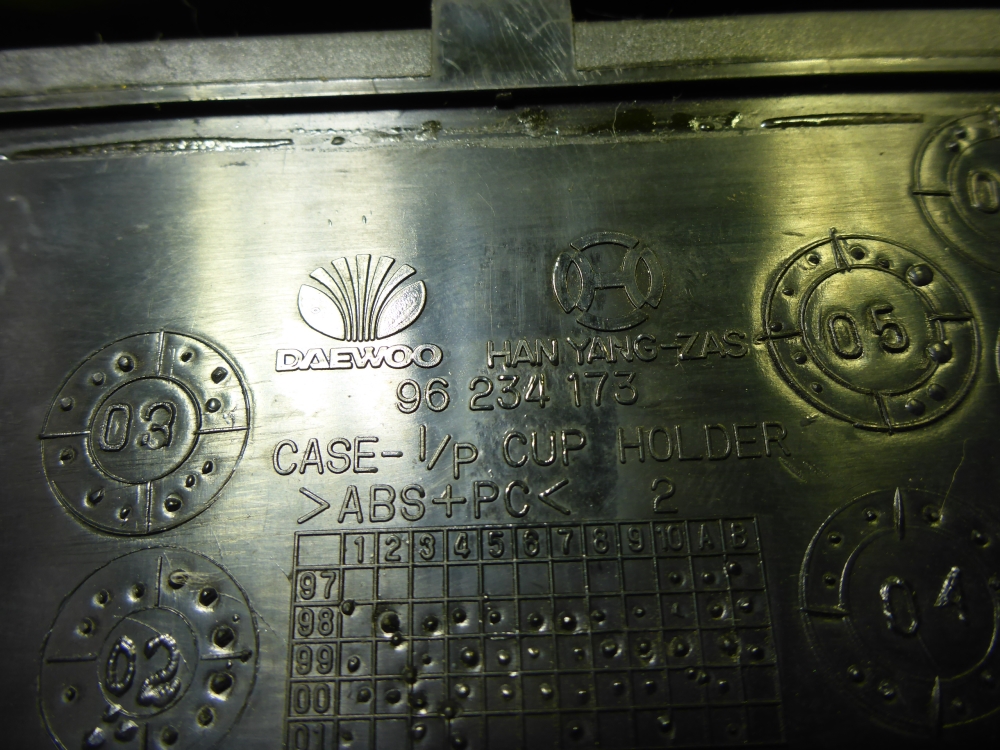 DAEWOO HAN YANG-ZAS
96 234 173
CASE-I/P CUP HOLDER
>ABS+PC< 2
1 2 3 4 5 6 7 8 9 10 A B
97
98
99
00
01
03
02
05
04